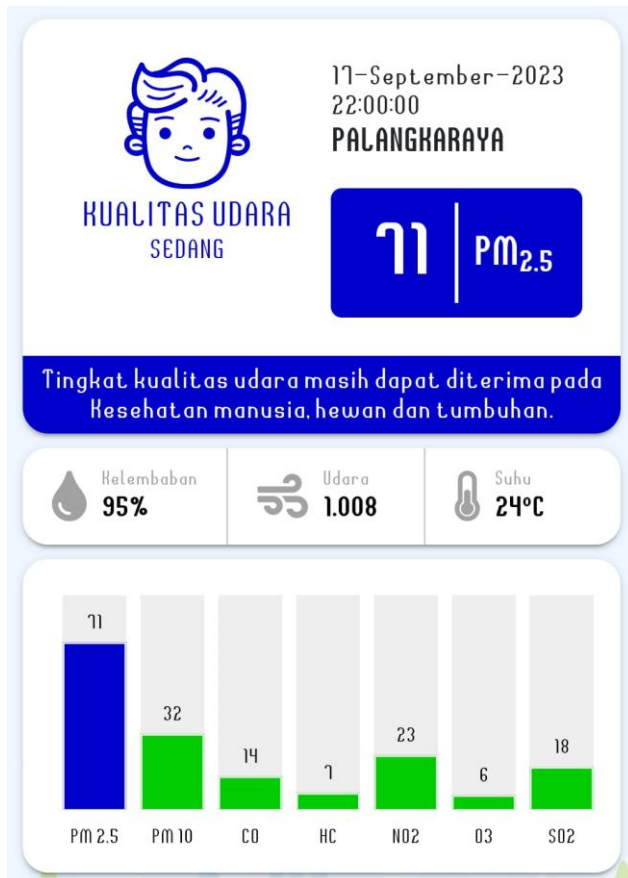 17-September-2023
22:00:00
PALANGKARAYA
KUALITAS UDARA
SEDANG
71 PM2.5
Tingkat kualitas udara masih dapat diterima pada
Kesehatan manusia, hewan dan tumbuhan.
Kelembaban
95%
Udara
1.008
Suhu
24°C
71
32
14
7
23
6
18
PM 2.5 PM 10 CO HC NO2 O3 SO2